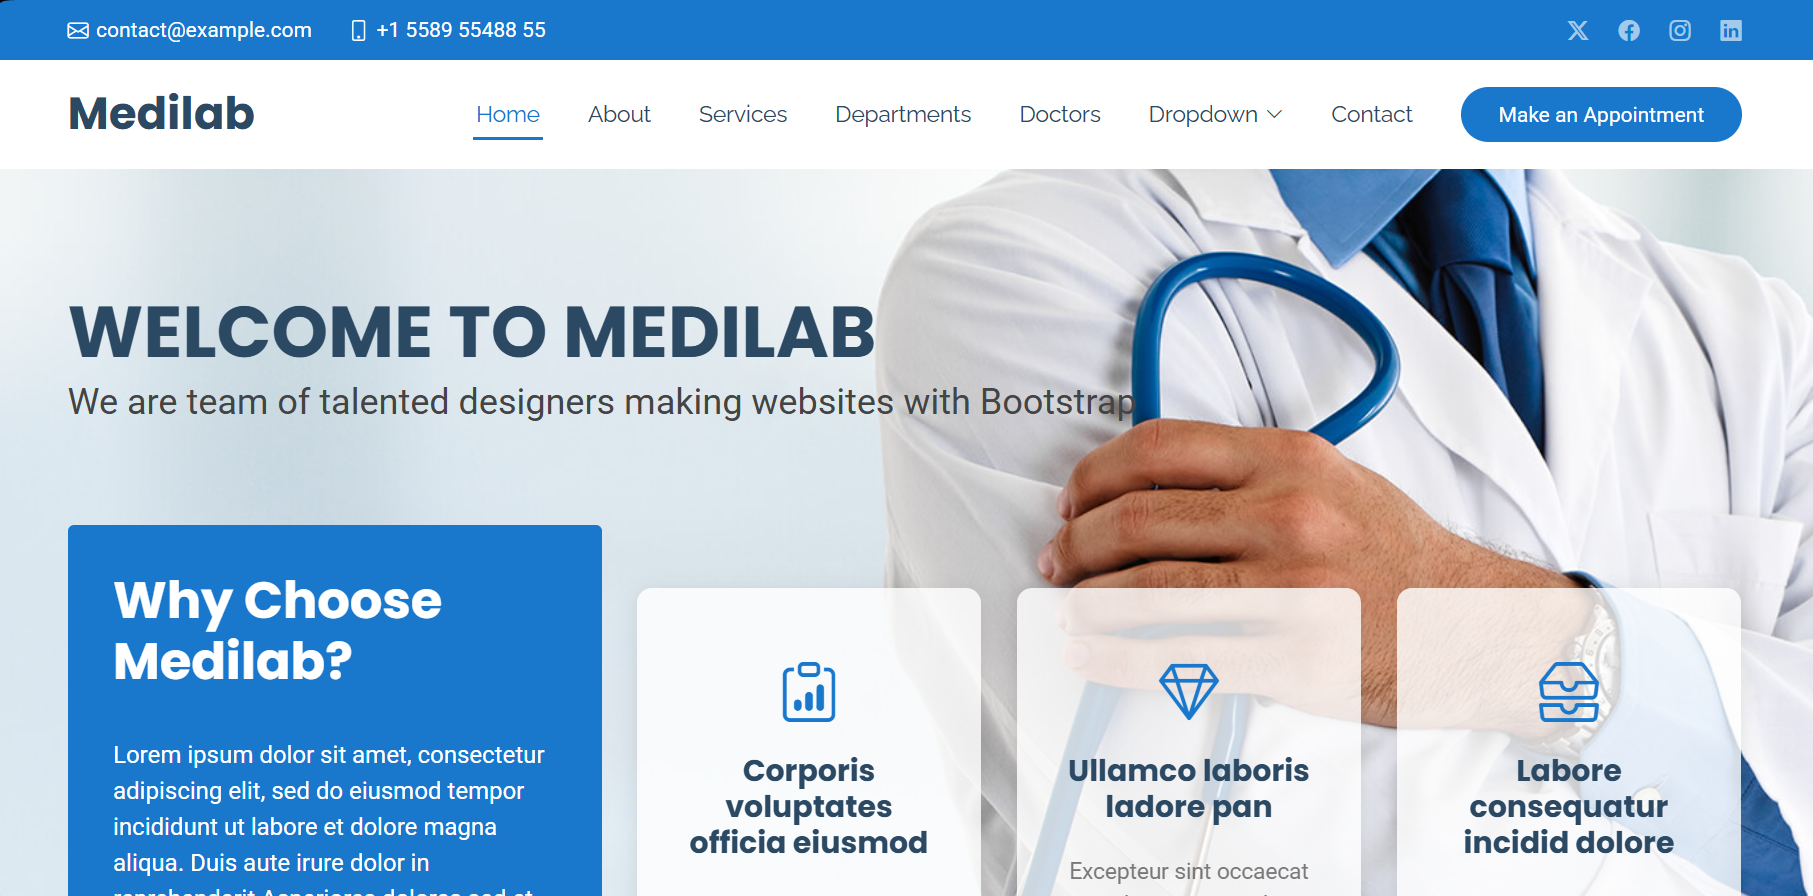 contact@example.com +1 5589 55488 55
Medilab
Home About Services Departments Doctors Dropdown Contact Make an Appointment
WELCOME TO MEDILAB
We are team of talented designers making websites with Bootstrap
Why Choose
Medilab?
Lorem ipsum dolor sit amet, consectetur
adipiscing elit, sed do eiusmod tempor
incididunt ut labore et dolore magna
aliqua. Duis aute irure dolor in
Corporis
voluptates
officia eiusmod
Ullamco laboris
ladore pan
Excepteur sint occaecat
Labore
consequatur
incidid dolore